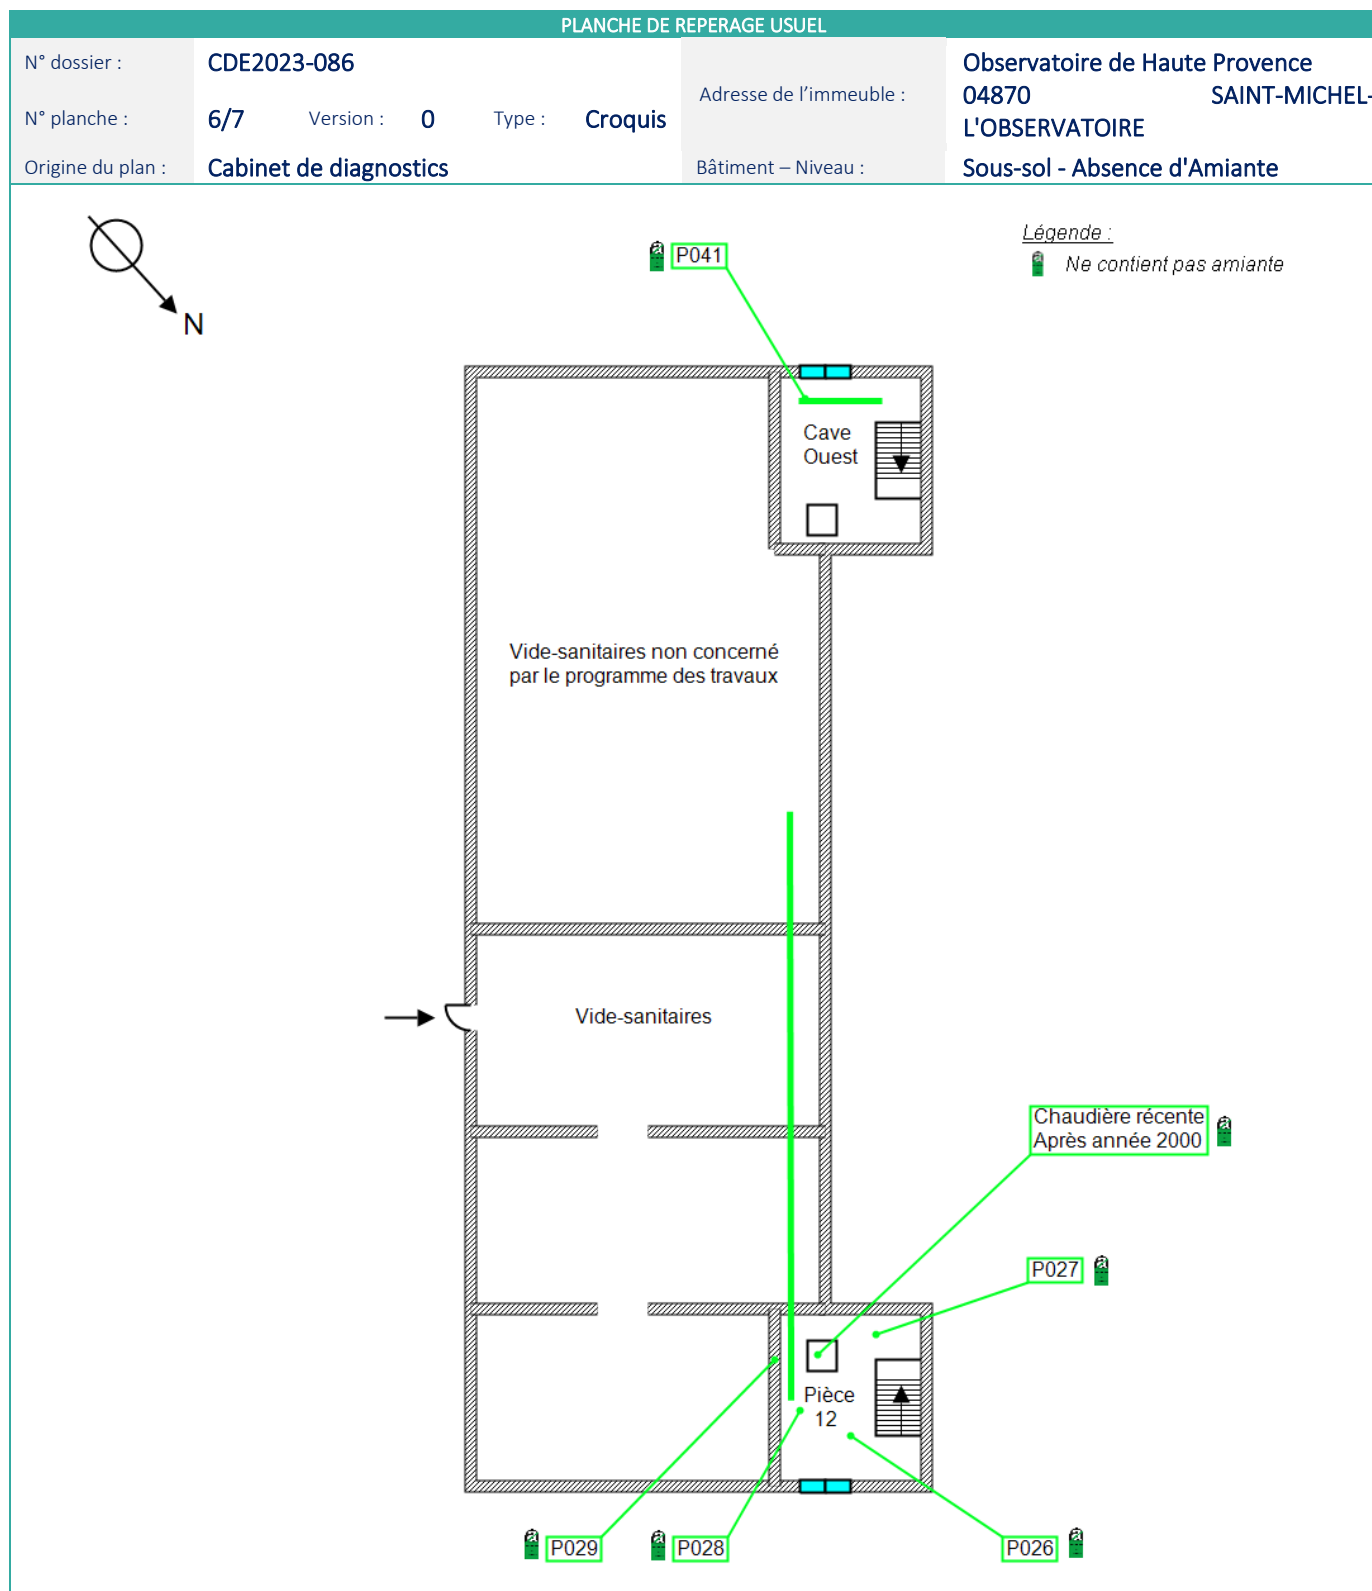 PLANCHE DE REPERAGE USUEL
N° dossier : CDE2023-086
Adresse de l'immeuble : Observatoire de Haute Provence
04870 SAINT-MICHEL-
L'OBSERVATOIRE
N° planche : 6/7 Version : 0 Type : Croquis
Origine du plan : Cabinet de diagnostics
Bâtiment – Niveau : Sous-sol - Absence d'Amiante
Légende :
Ne contient pas amiante
N
P041
Cave
Ouest
Vide-sanitaires non concerné
par le programme des travaux
Vide-sanitaires
Chaudière récente
Après année 2000
P027
Pièce
12
P029
P028
P026